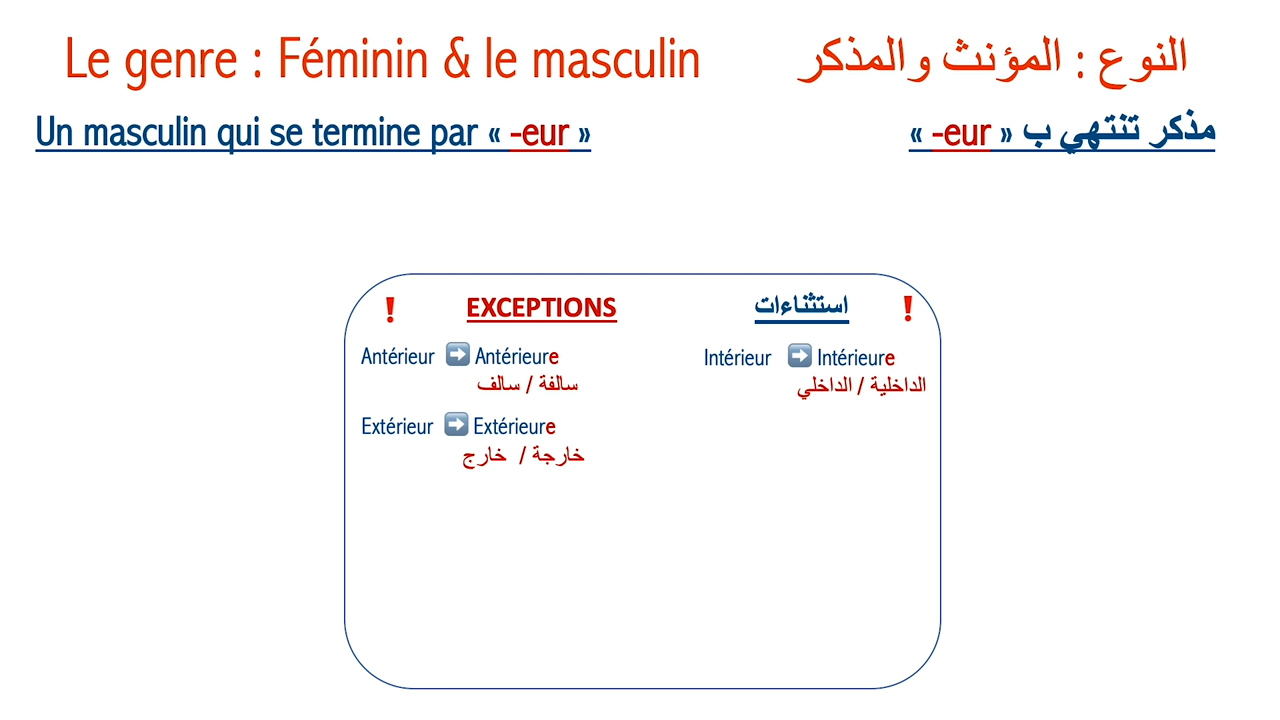 Le genre : Féminin & le masculin
النوع : المؤنث والمذكر
Un masculin qui se termine par « -eur »
مذكر تنتهي ب « -eur »
! EXCEPTIONS
استثناءات !
Antérieur ➡ Antérieure
سالفة / سالف
Intérieur ➡ Intérieure
الداخلية / الداخلي
Extérieur ➡ Extérieure
خارجة / خارج